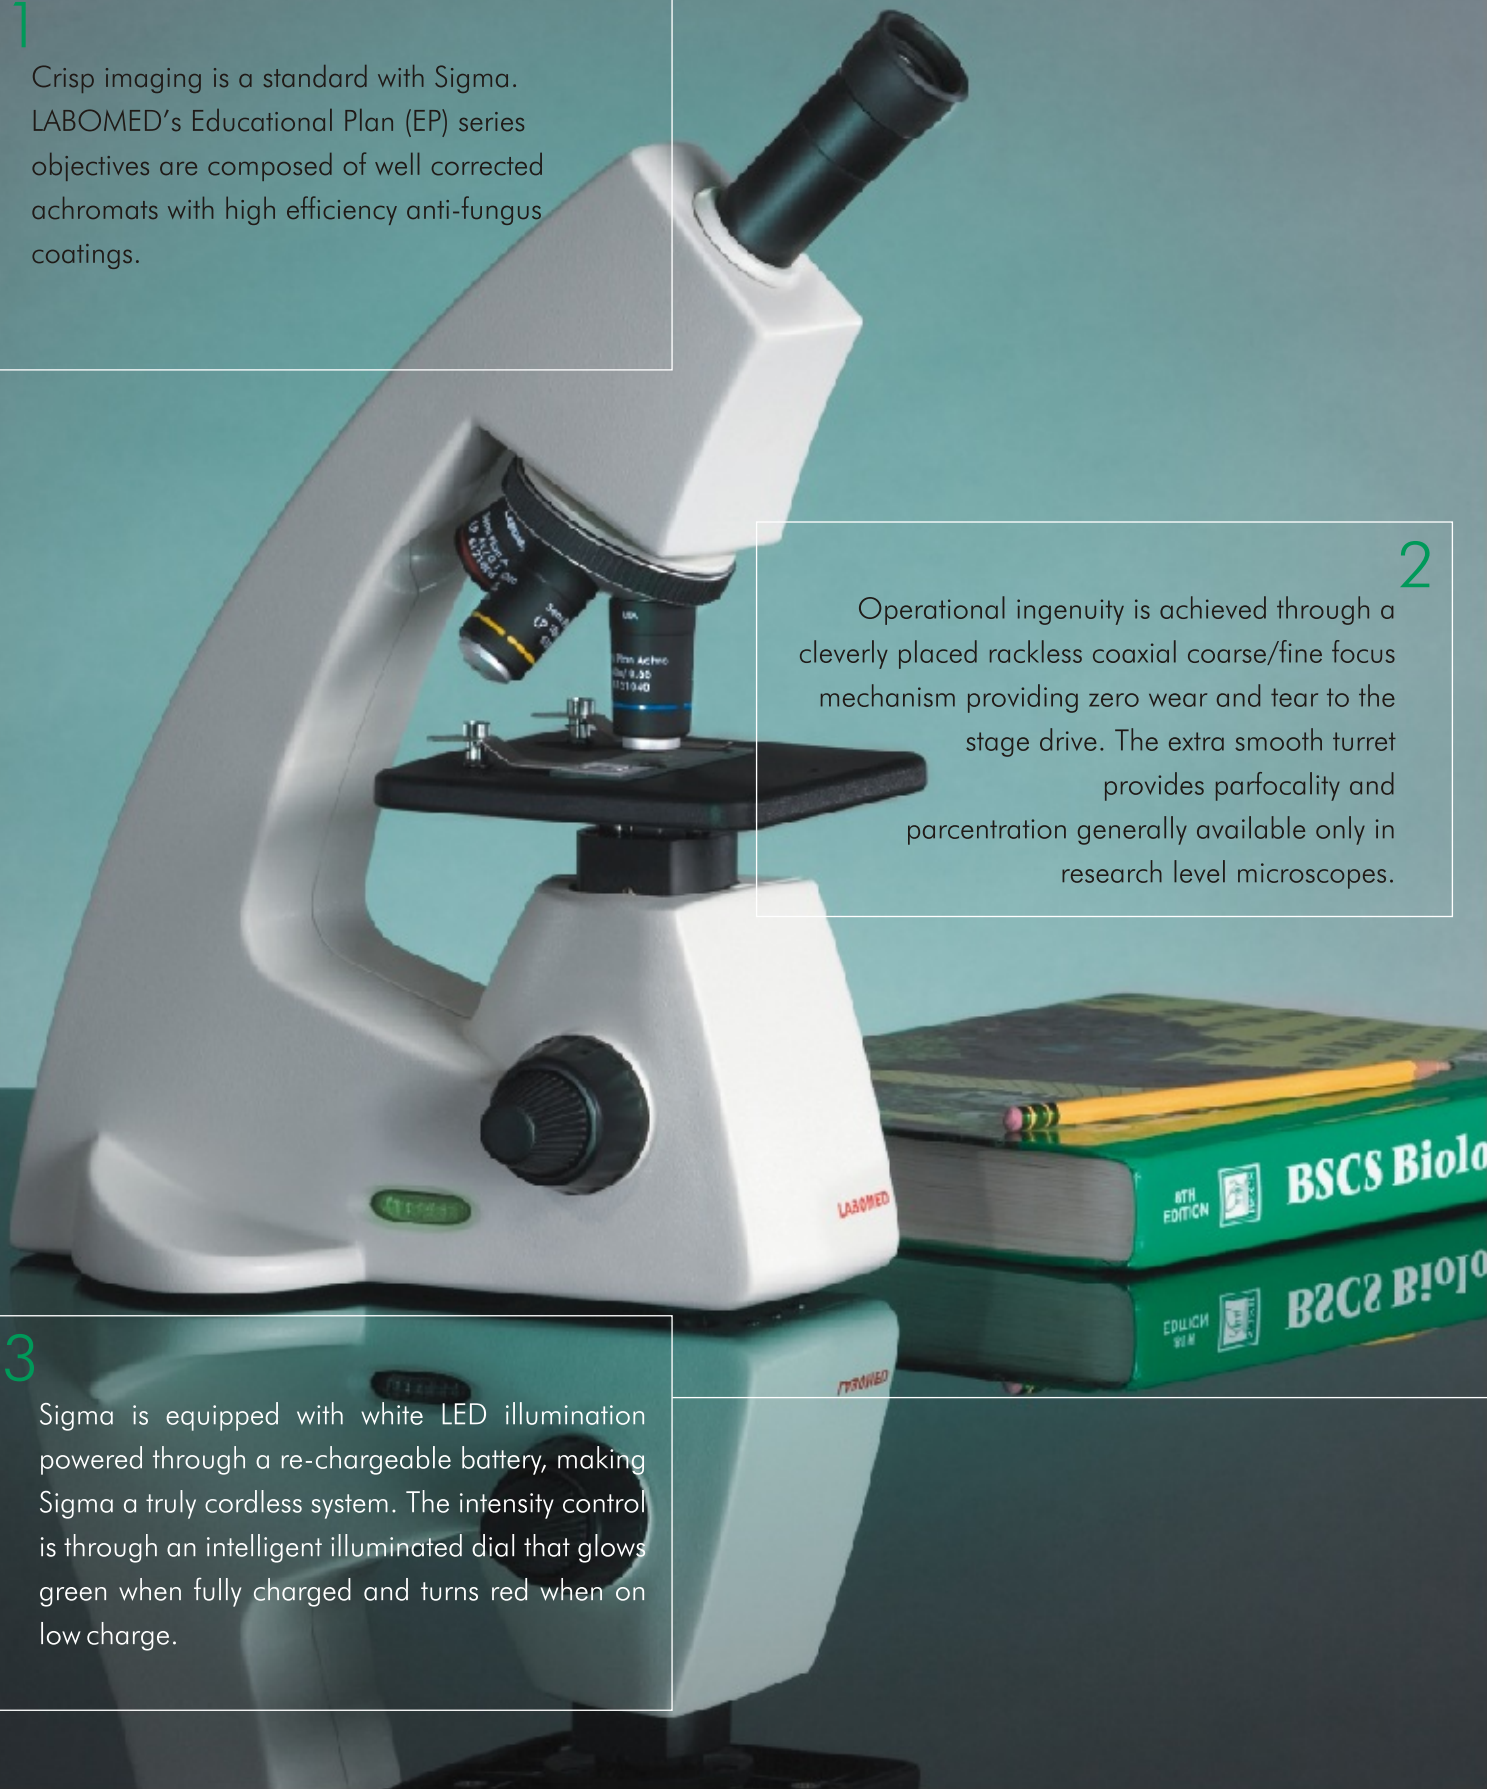 1
Crisp imaging is a standard with Sigma.
LABOMED's Educational Plan (EP) series
objectives are composed of well corrected
achromats with high efficiency anti-fungus
coatings.
2
Operational ingenuity is achieved through a
cleverly placed rackless coaxial coarse/fine focus
mechanism providing zero wear and tear to the
stage drive. The extra smooth turret
provides parfocality and
parcentration generally available only in
research level microscopes.
LABOMED
8TH
EDITION
BSCS Biolo
3
Sigma is equipped with white LED illumination
powered through a re-chargeable battery, making
Sigma a truly cordless system. The intensity control
is through an intelligent illuminated dial that glows
green when fully charged and turns red when on
low charge.